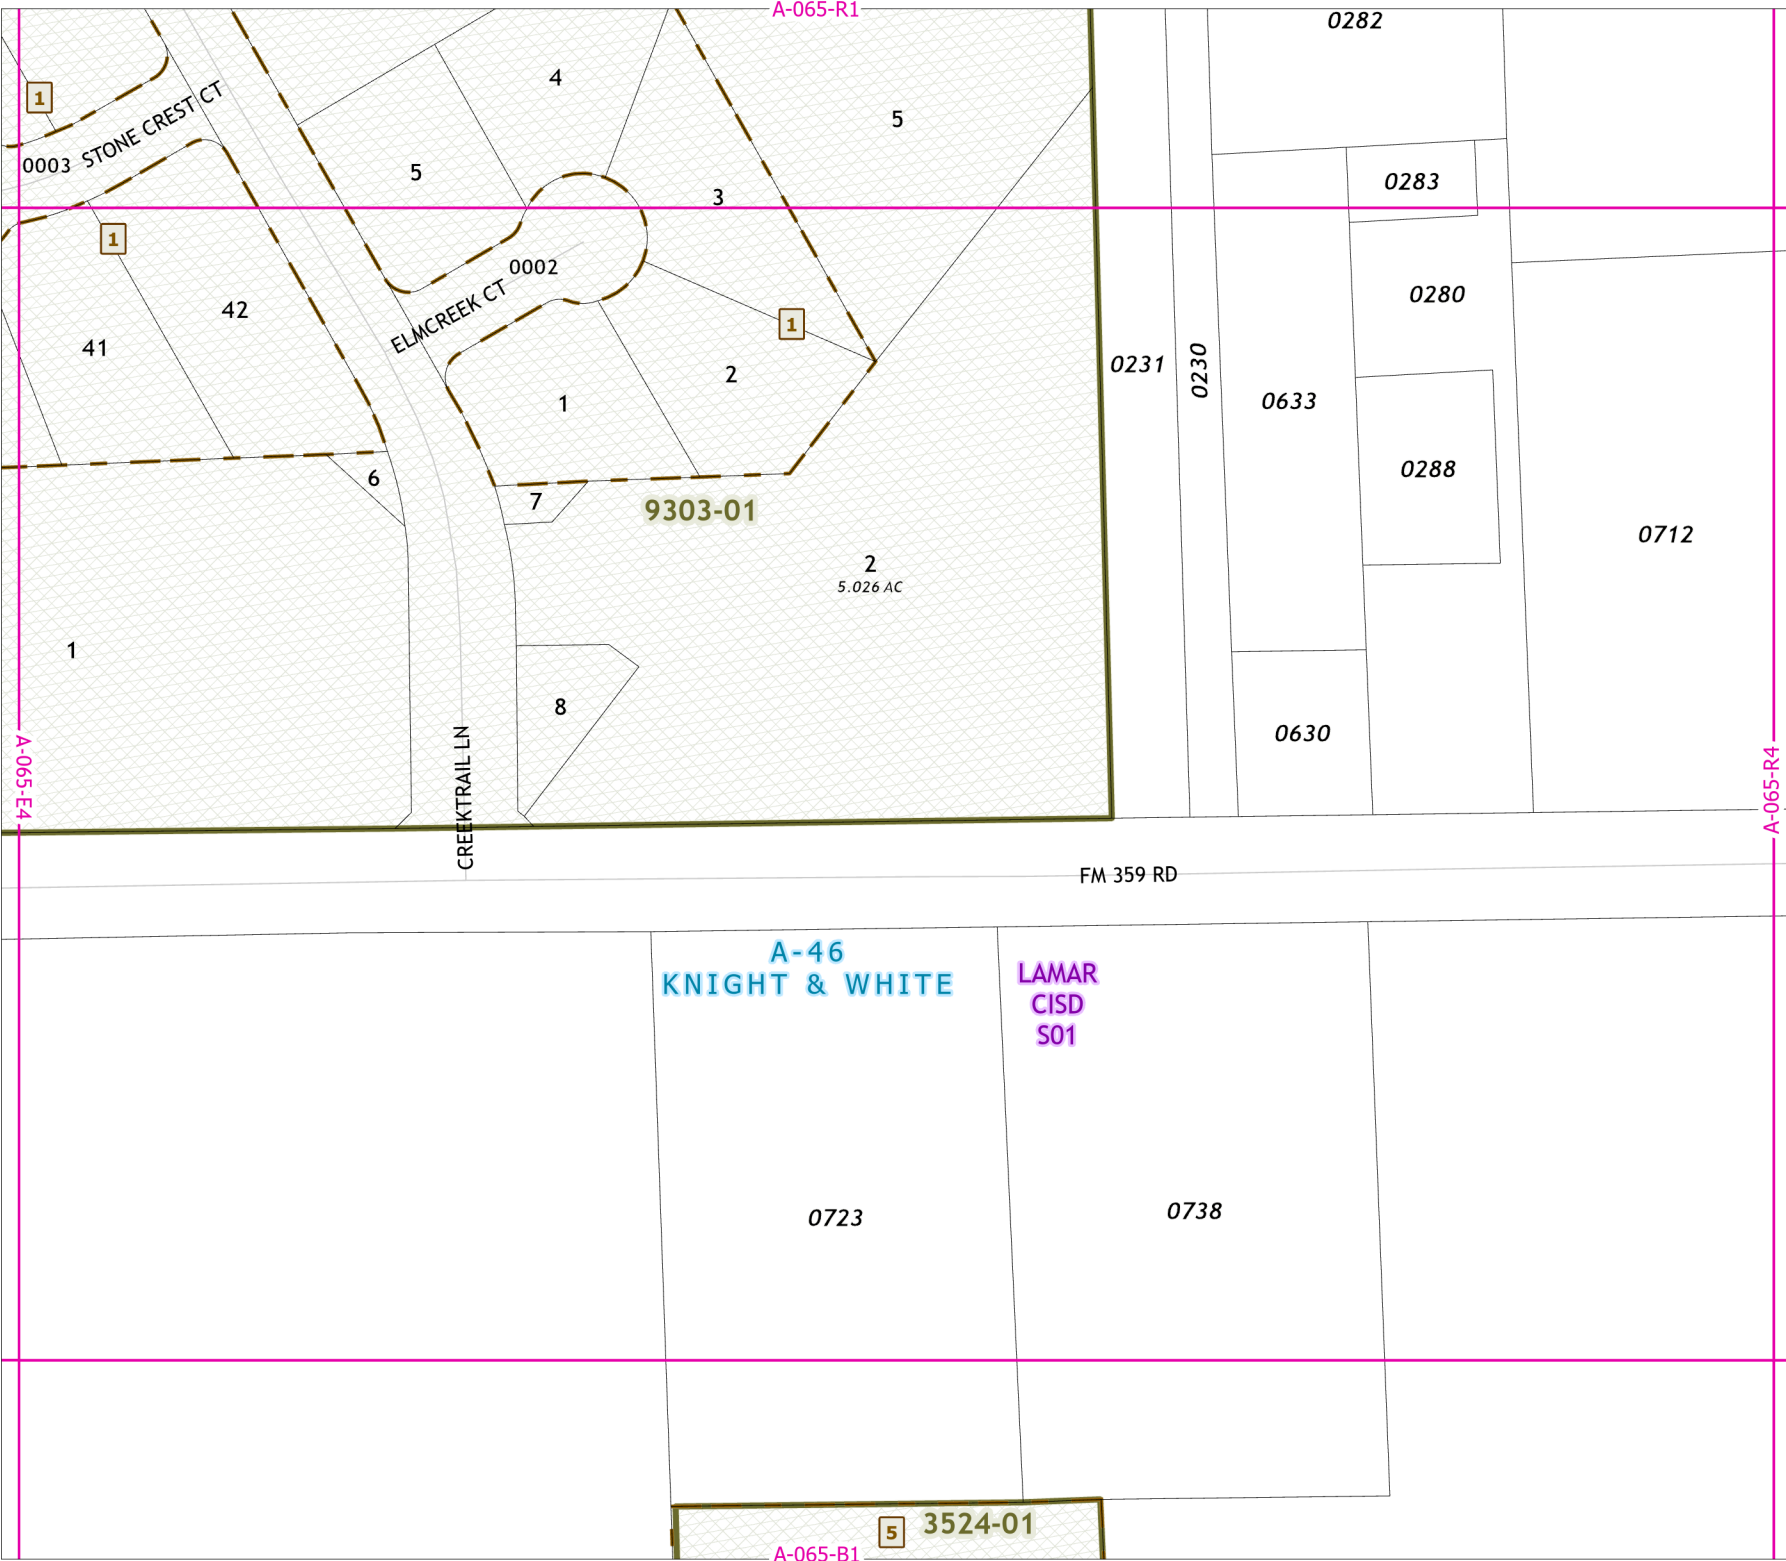 A-065-R1
0282
4
1
STONE CREST CT
5
0003
5
0283
3
1
0002
0280
42
ELMCREEK CT
1
41
0231
0230
2
1
0633
6
0288
7
9303-01
0712
2
5.026 AC
1
8
0630
A-065-E4
CREEKTRAIL LN
A-065-R4
FM 359 RD
A-46
KNIGHT & WHITE
LAMAR
CISD
S01
0723
0738
5
3524-01
A-065-B1